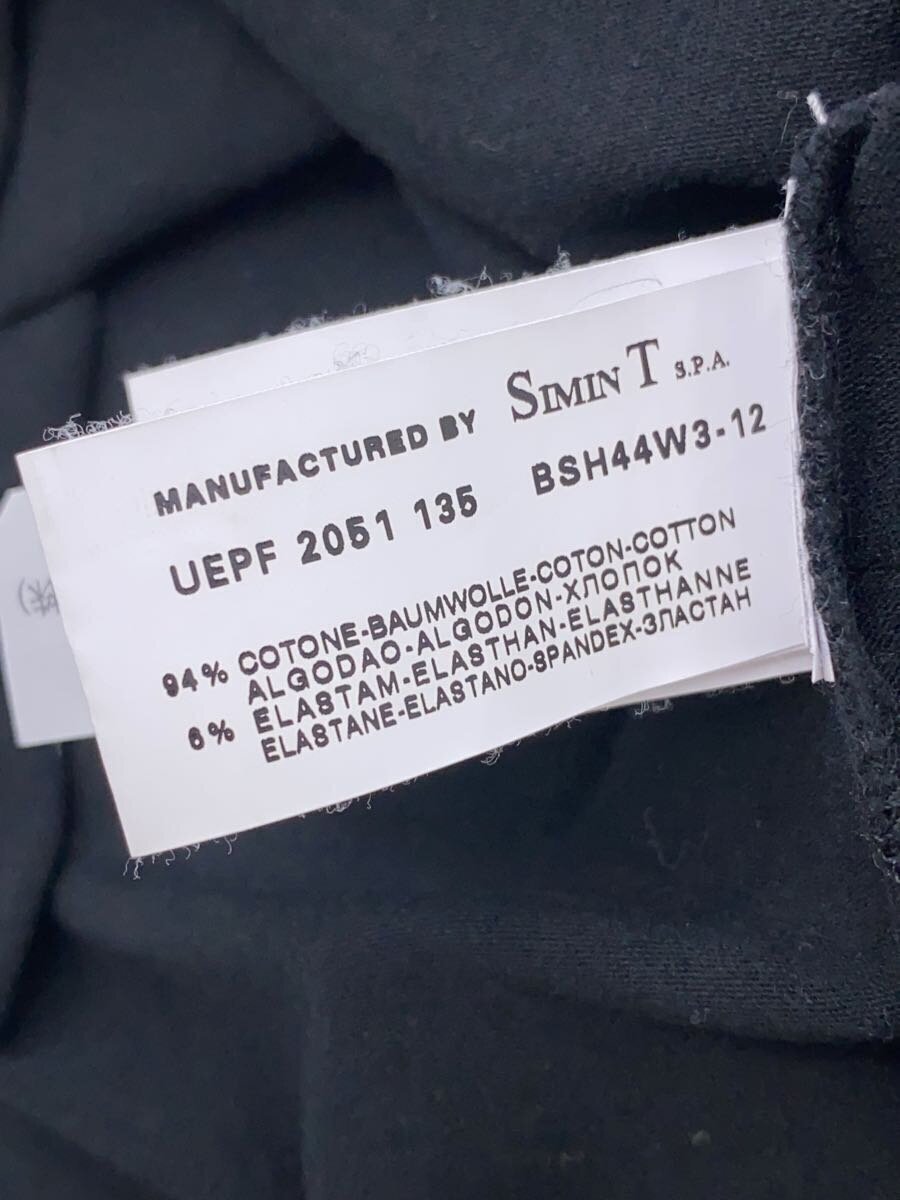 MANUFACTURED BY SIMIN T S.P.A.
UEPF 2051 135 BSH44W3-12
94% COTONE-BAUMWOLLE-COTON-COTTON
ALGODAO-ALGODON-ХЛОПОК
6% ELASTAM-ELASTHAN-ELASTHANNE
ELASTANE-ELASTANO-SPANDEX-ЗЛАСТАН